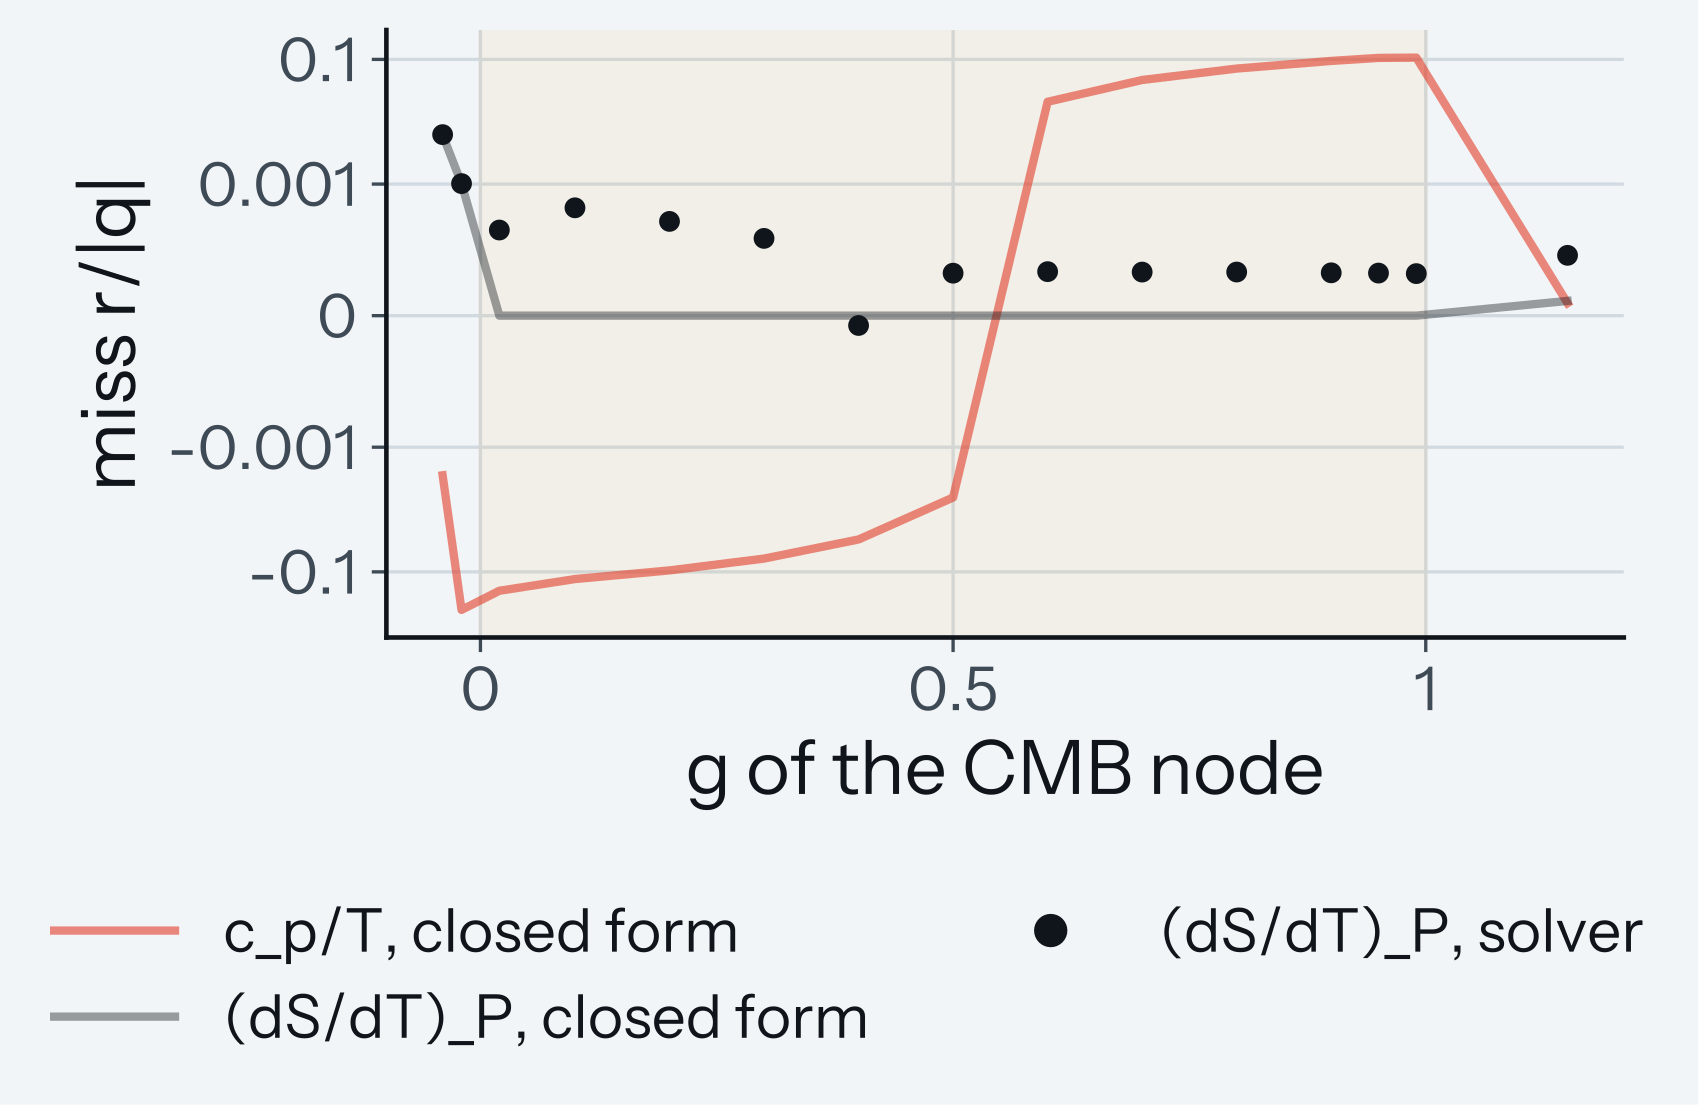 0.1
0.001
0
-0.001
-0.1
miss r/|q|
0
0.5
1
g of the CMB node
c_p/T, closed form
(dS/dT)_P, solver
(dS/dT)_P, closed form